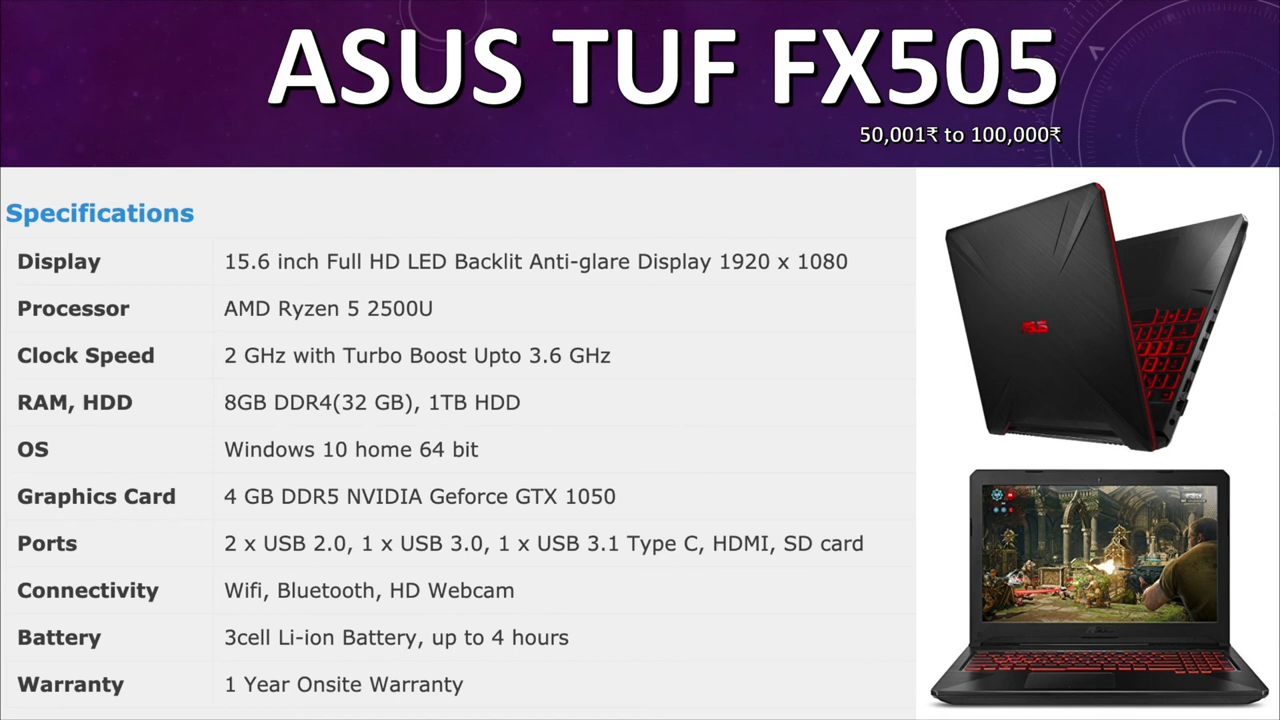 ASUS TUF FX505
50,001₹ to 100,000₹
Specifications
Display 15.6 inch Full HD LED Backlit Anti-glare Display 1920 x 1080
Processor AMD Ryzen 5 2500U
Clock Speed 2 GHz with Turbo Boost Upto 3.6 GHz
RAM, HDD 8GB DDR4(32 GB), 1TB HDD
OS Windows 10 home 64 bit
Graphics Card 4 GB DDR5 NVIDIA Geforce GTX 1050
Ports 2 x USB 2.0, 1 x USB 3.0, 1 x USB 3.1 Type C, HDMI, SD card
Connectivity Wifi, Bluetooth, HD Webcam
Battery 3cell Li-ion Battery, up to 4 hours
Warranty 1 Year Onsite Warranty